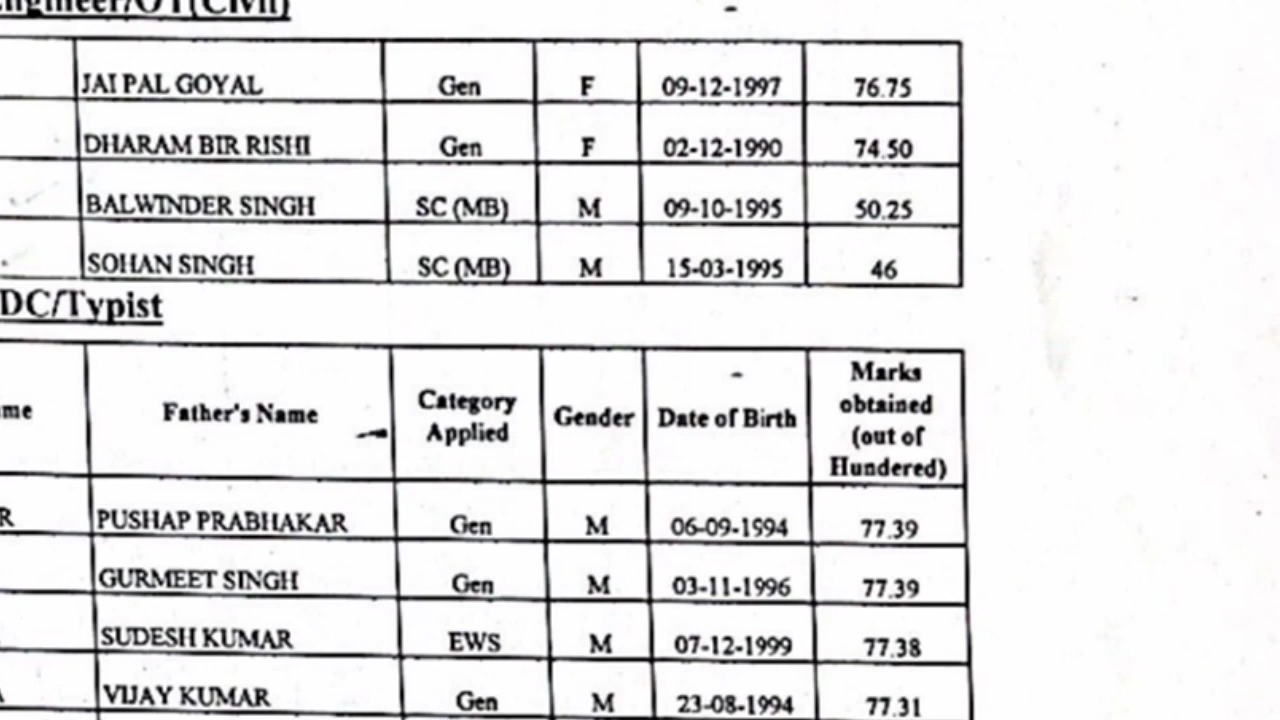 Engineer/OT(Civil)
JAI PAL GOYAL Gen F 09-12-1997 76.75
DHARAM BIR RISHI Gen F 02-12-1990 74.50
BALWINDER SINGH SC (MB) M 09-10-1995 50.25
SOHAN SINGH SC (MB) M 15-03-1995 46
DC/Typist
me Father's Name Category Applied Gender Date of Birth Marks obtained (out of Hundered)
R PUSHAP PRABHAKAR Gen M 06-09-1994 77.39
GURMEET SINGH Gen M 03-11-1996 77.39
SUDESH KUMAR EWS M 07-12-1999 77.38
A VIJAY KUMAR Gen M 23-08-1994 77.31